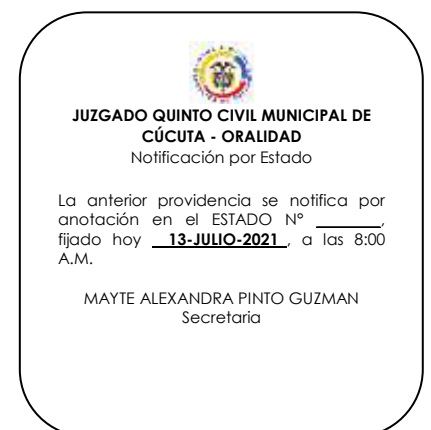 JUZGADO QUINTO CIVIL MUNICIPAL DE
CÚCUTA - ORALIDAD
Notificación por Estado
La anterior providencia se notifica por
anotación en el ESTADO N° _______,
fijado hoy __13-JULIO-2021_, a las 8:00
A.M.
MAYTE ALEXANDRA PINTO GUZMAN
Secretaria